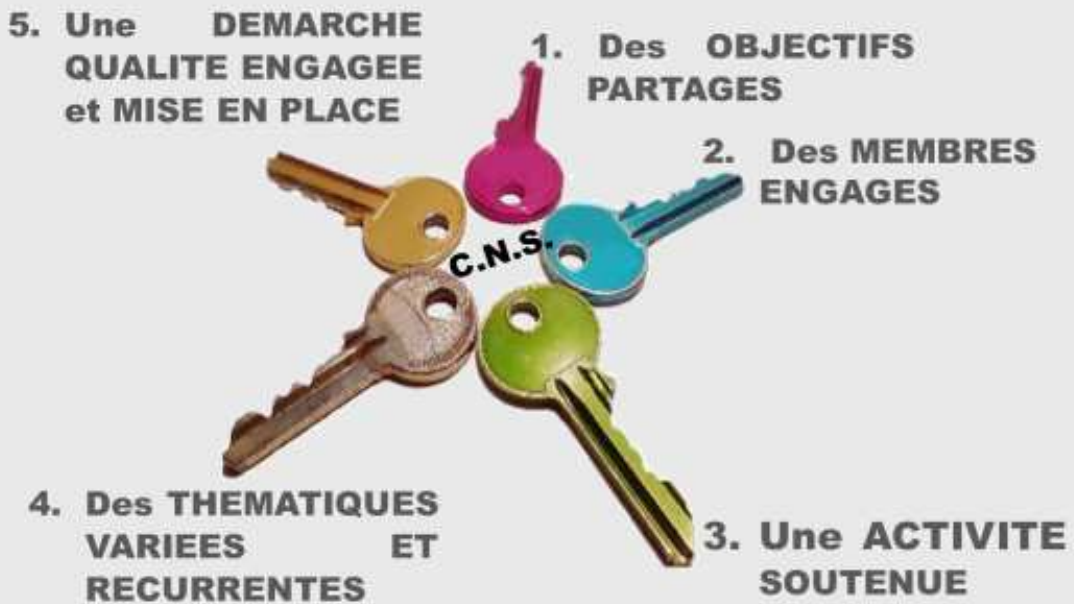 1. Des OBJECTIFS
PARTAGES
2. Des MEMBRES
ENGAGES
3. Une ACTIVITE
SOUTENUE
4. Des THEMATIQUES
VARIEES ET
RECURRENTES
5. Une DEMARCHE
QUALITE ENGAGEE
et MISE EN PLACE
C.N.S.